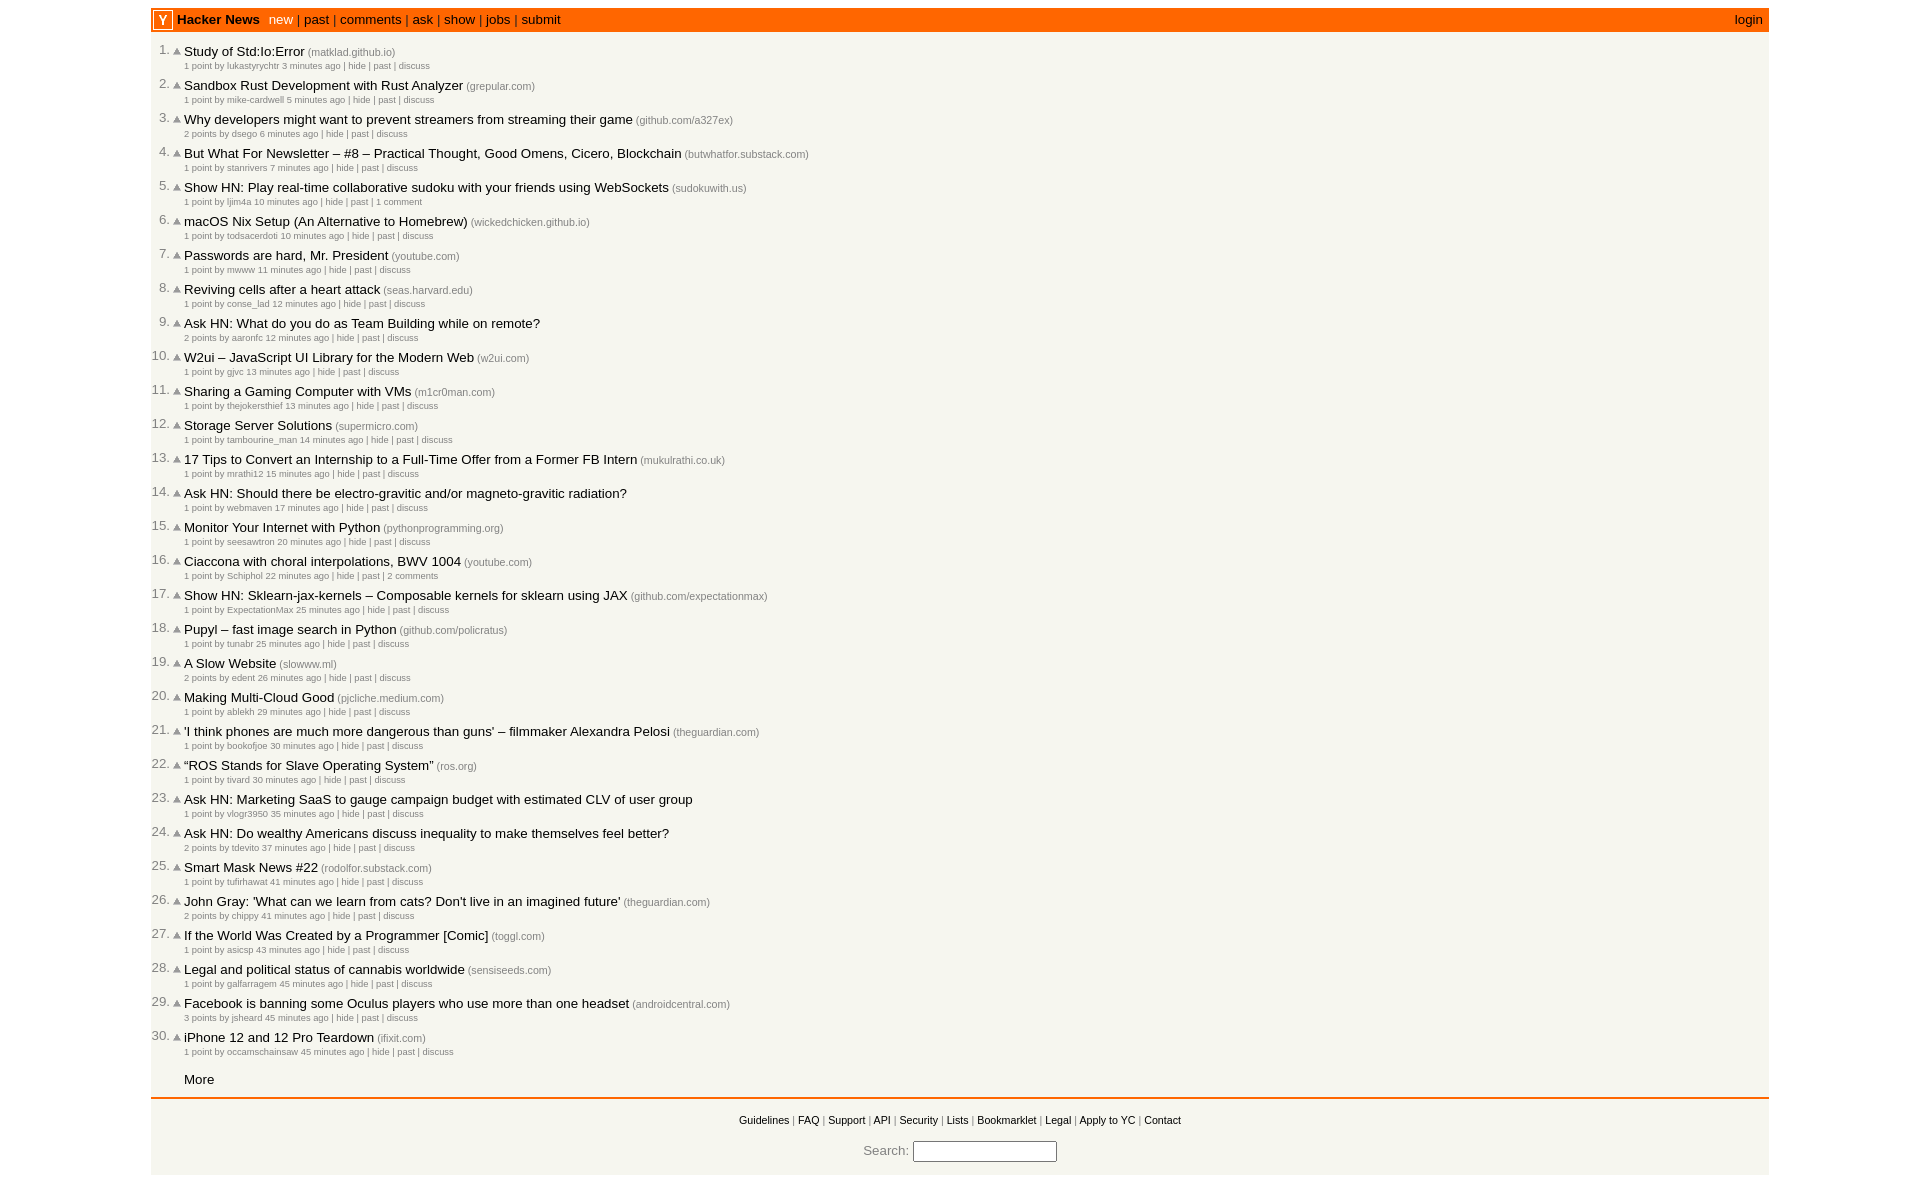 Y Hacker News new | past | comments | ask | show | jobs | submit login
1. Study of Std:Io:Error (matklad.github.io)
1 point by lukastyrychtr 3 minutes ago | hide | past | discuss
2. Sandbox Rust Development with Rust Analyzer (grepular.com)
1 point by mike-cardwell 5 minutes ago | hide | past | discuss
3. Why developers might want to prevent streamers from streaming their game (github.com/a327ex)
2 points by dsego 6 minutes ago | hide | past | discuss
4. But What For Newsletter – #8 – Practical Thought, Good Omens, Cicero, Blockchain (butwhatfor.substack.com)
1 point by stanrivers 7 minutes ago | hide | past | discuss
5. Show HN: Play real-time collaborative sudoku with your friends using WebSockets (sudokuwith.us)
1 point by ljim4a 10 minutes ago | hide | past | 1 comment
6. macOS Nix Setup (An Alternative to Homebrew) (wickedchicken.github.io)
1 point by todsacerdoti 10 minutes ago | hide | past | discuss
7. Passwords are hard, Mr. President (youtube.com)
1 point by mwww 11 minutes ago | hide | past | discuss
8. Reviving cells after a heart attack (seas.harvard.edu)
1 point by conse_lad 12 minutes ago | hide | past | discuss
9. Ask HN: What do you do as Team Building while on remote?
2 points by aaronfc 12 minutes ago | hide | past | discuss
10. W2ui – JavaScript UI Library for the Modern Web (w2ui.com)
1 point by gjvc 13 minutes ago | hide | past | discuss
11. Sharing a Gaming Computer with VMs (m1cr0man.com)
1 point by thejokersthief 13 minutes ago | hide | past | discuss
12. Storage Server Solutions (supermicro.com)
1 point by tambourine_man 14 minutes ago | hide | past | discuss
13. 17 Tips to Convert an Internship to a Full-Time Offer from a Former FB Intern (mukulrathi.co.uk)
1 point by mrathi12 15 minutes ago | hide | past | discuss
14. Ask HN: Should there be electro-gravitic and/or magneto-gravitic radiation?
1 point by webmaven 17 minutes ago | hide | past | discuss
15. Monitor Your Internet with Python (pythonprogramming.org)
1 point by seesawtron 20 minutes ago | hide | past | discuss
16. Ciaccona with choral interpolations, BWV 1004 (youtube.com)
1 point by Schiphol 22 minutes ago | hide | past | 2 comments
17. Show HN: Sklearn-jax-kernels – Composable kernels for sklearn using JAX (github.com/expectationmax)
1 point by ExpectationMax 25 minutes ago | hide | past | discuss
18. Pupyl – fast image search in Python (github.com/policratus)
1 point by tunabr 25 minutes ago | hide | past | discuss
19. A Slow Website (slowww.ml)
2 points by edent 26 minutes ago | hide | past | discuss
20. Making Multi-Cloud Good (pjcliche.medium.com)
1 point by ablekh 29 minutes ago | hide | past | discuss
21. 'I think phones are much more dangerous than guns' – filmmaker Alexandra Pelosi (theguardian.com)
1 point by bookofjoe 30 minutes ago | hide | past | discuss
22. “ROS Stands for Slave Operating System” (ros.org)
1 point by tivard 30 minutes ago | hide | past | discuss
23. Ask HN: Marketing SaaS to gauge campaign budget with estimated CLV of user group
1 point by vlogr3950 35 minutes ago | hide | past | discuss
24. Ask HN: Do wealthy Americans discuss inequality to make themselves feel better?
2 points by tdevito 37 minutes ago | hide | past | discuss
25. Smart Mask News #22 (rodolfor.substack.com)
1 point by tufirhawat 41 minutes ago | hide | past | discuss
26. John Gray: 'What can we learn from cats? Don't live in an imagined future' (theguardian.com)
2 points by chippy 41 minutes ago | hide | past | discuss
27. If the World Was Created by a Programmer [Comic] (toggl.com)
1 point by asicsp 43 minutes ago | hide | past | discuss
28. Legal and political status of cannabis worldwide (sensiseeds.com)
1 point by galfarragem 45 minutes ago | hide | past | discuss
29. Facebook is banning some Oculus players who use more than one headset (androidcentral.com)
3 points by jsheard 45 minutes ago | hide | past | discuss
30. iPhone 12 and 12 Pro Teardown (ifixit.com)
1 point by occamschainsaw 45 minutes ago | hide | past | discuss
More
Guidelines | FAQ | Support | API | Security | Lists | Bookmarklet | Legal | Apply to YC | Contact
Search: